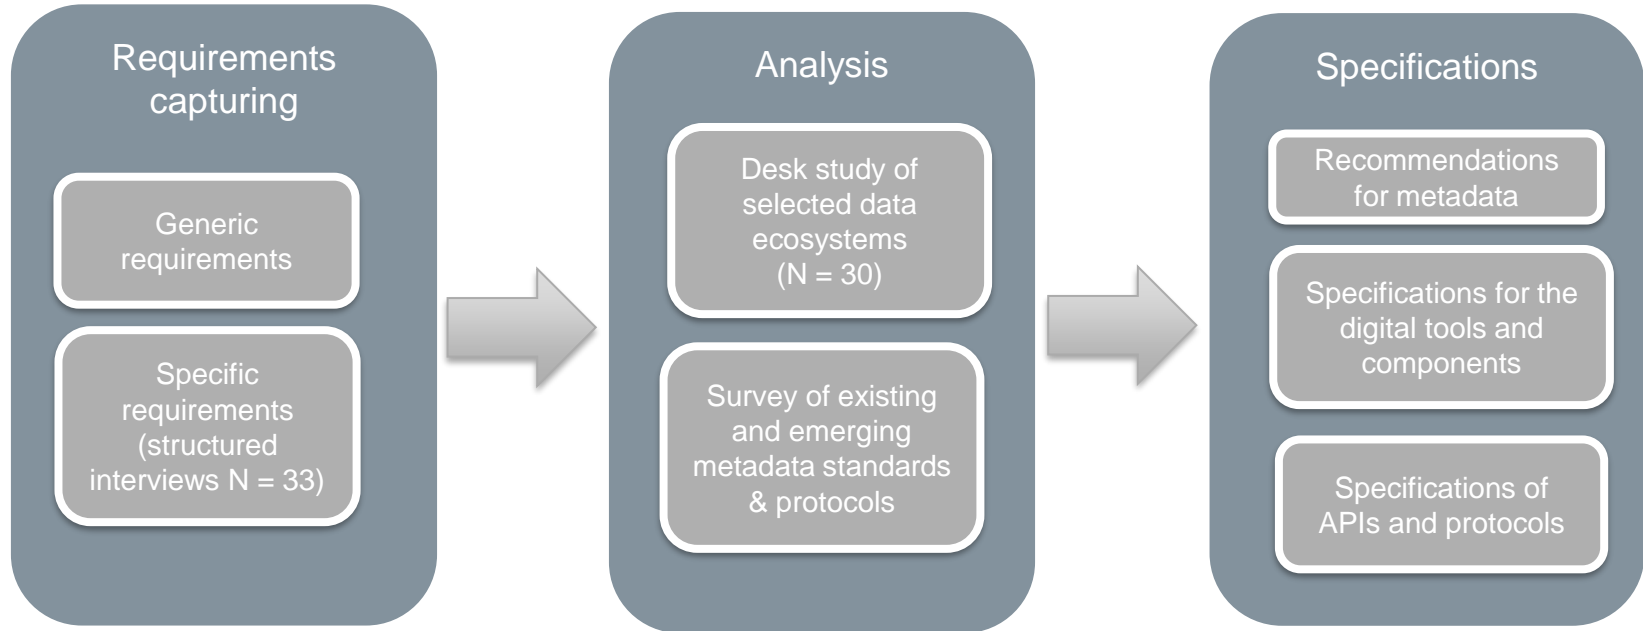 Requirements
capturing
Generic
requirements
Specific
requirements
(structured
interviews N = 33)
Analysis
Desk study of
selected data
ecosystems
(N = 30)
Survey of existing
and emerging
metadata standards
& protocols
Specifications
Recommendations
for metadata
Specifications for the
digital tools and
components
Specifications of
APIs and protocols